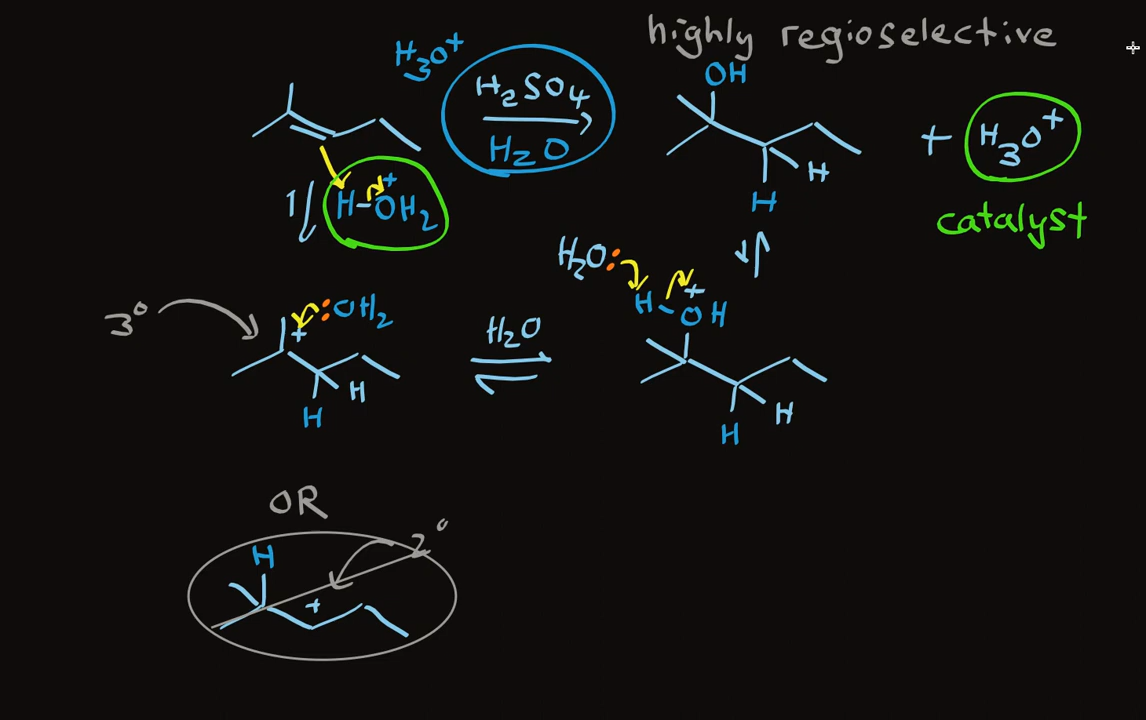 highly regioselective
H3O+
H2SO4
H2O
OH
H
H
+ H3O+
catalyst
H-OH2
+
H2O:
H-OH
+
3°
+
:OH2
H
H
H2O
H
H
OR
2°
H
+